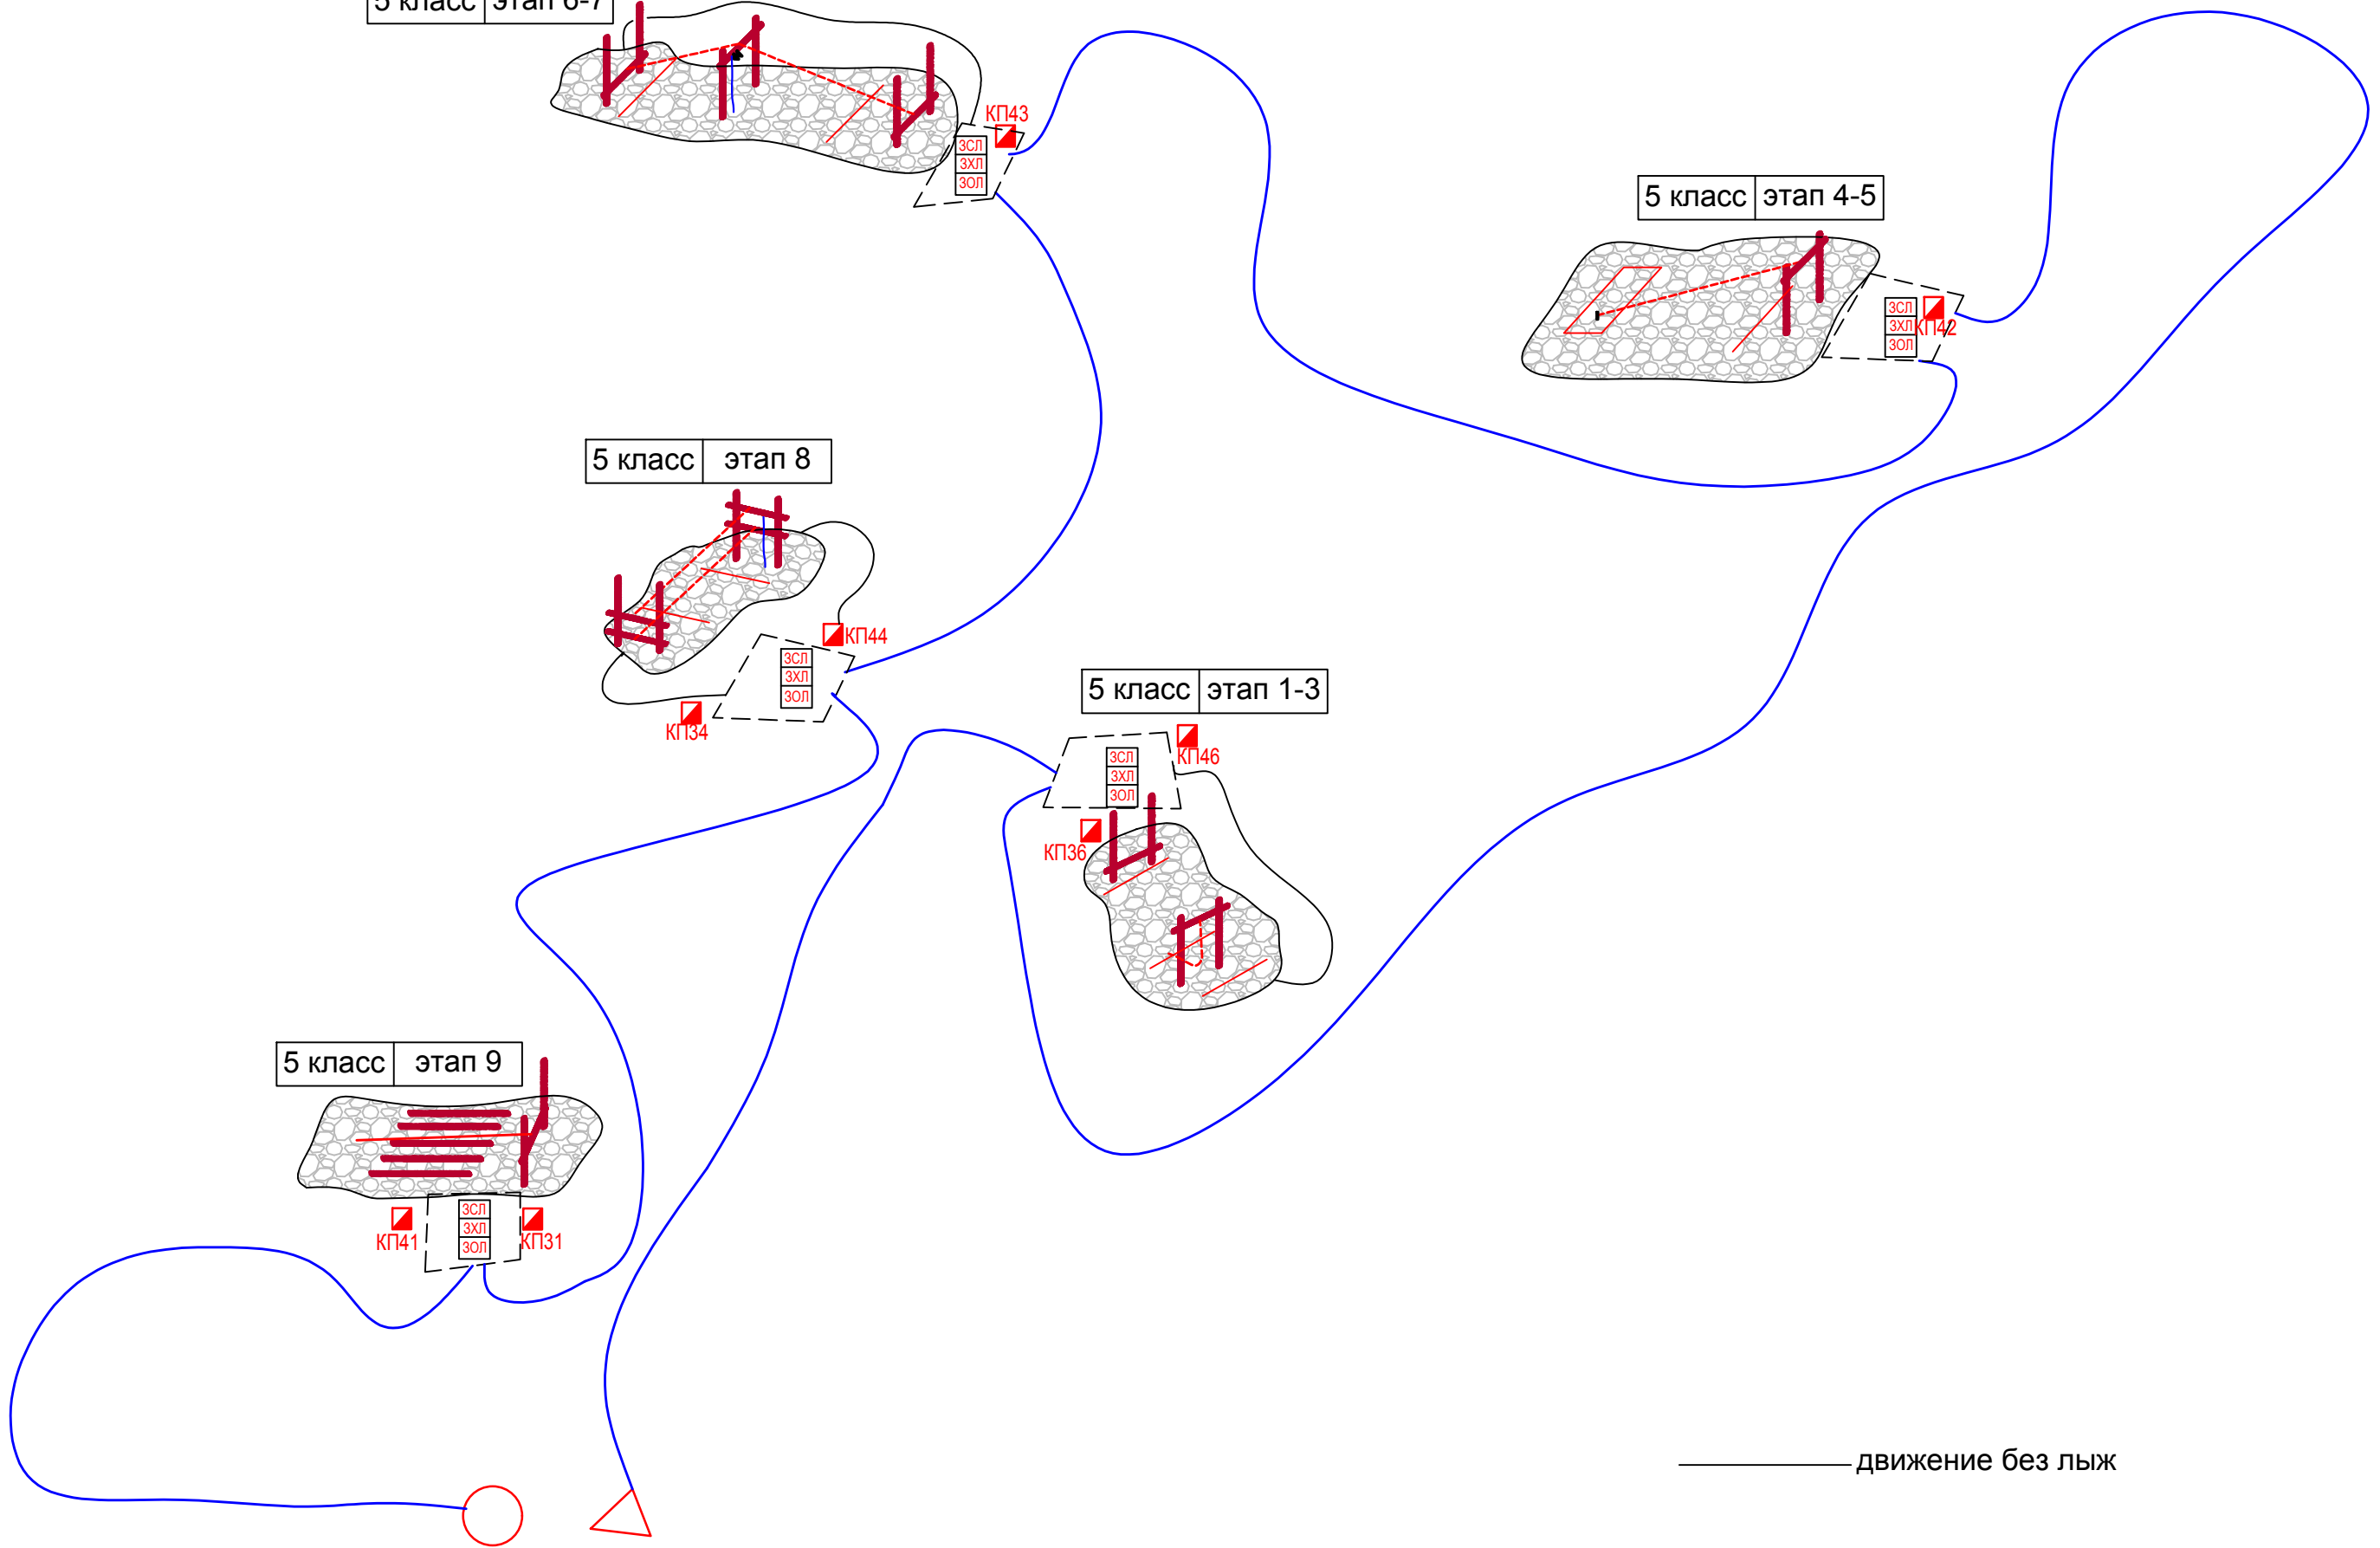 5 класс этап 6-7
КП43
ЗСЛ
ЗХЛ
ЗОЛ
5 класс этап 4-5
ЗСЛ
ЗХЛ
ЗОЛ
КП42
5 класс этап 8
КП44
ЗСЛ
ЗХЛ
ЗОЛ
КП34
5 класс этап 1-3
КП46
ЗСЛ
ЗХЛ
ЗОЛ
КП36
5 класс этап 9
ЗСЛ
ЗХЛ
ЗОЛ
КП41
КП31
движение без лыж